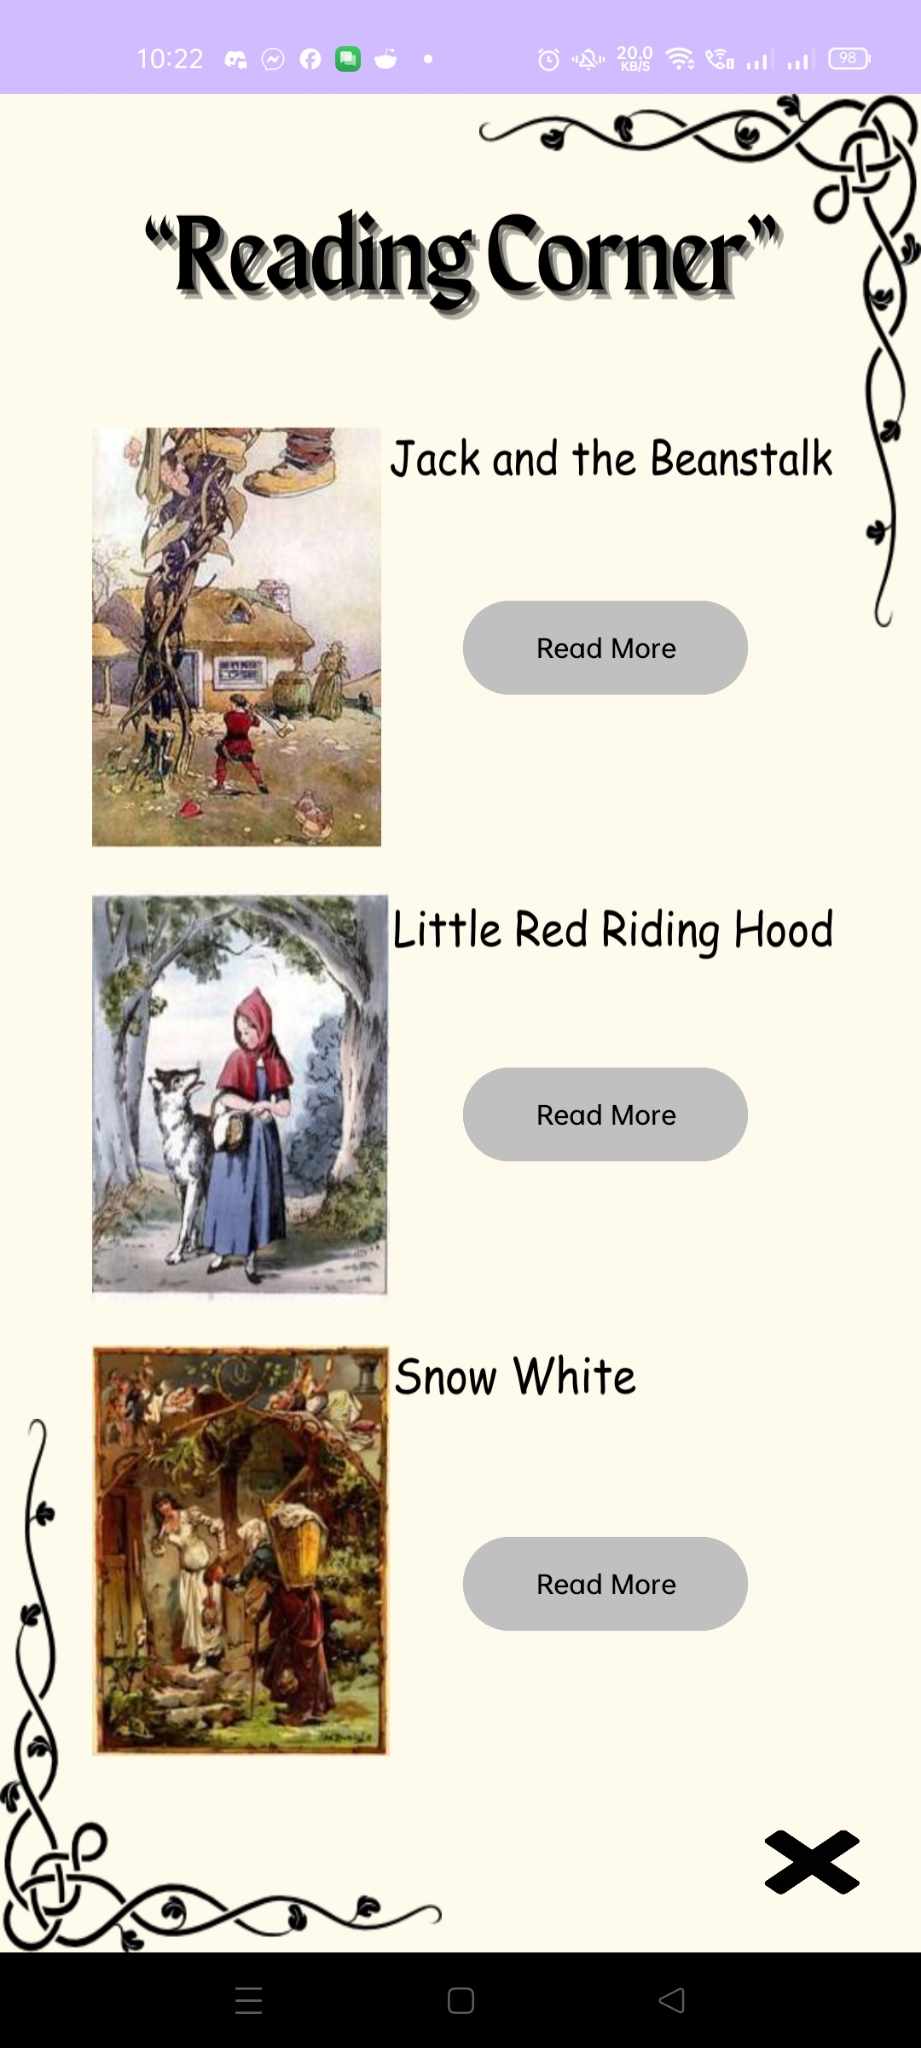 10:22
20.0
KB/S
98
“Reading Corner”
Jack and the Beanstalk
Read More
Little Red Riding Hood
Read More
Snow White
Read More